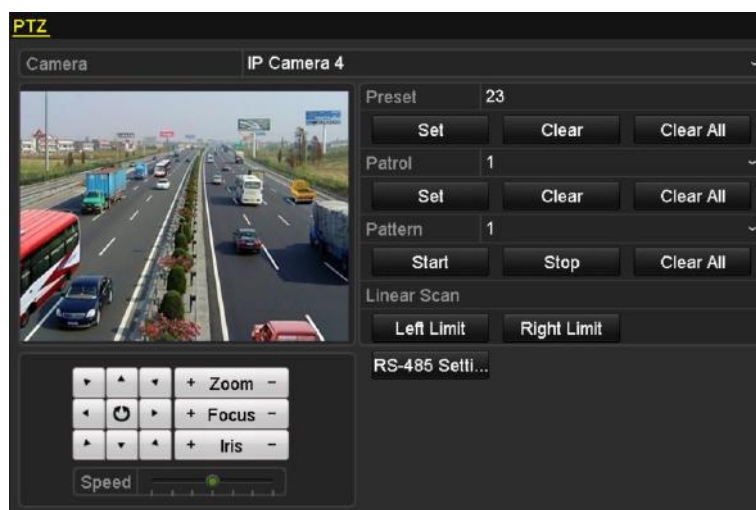 PTZ
Camera IP Camera 4
Preset 23
Set Clear Clear All
Patrol 1
Set Clear Clear All
Pattern 1
Start Stop Clear All
Linear Scan
Left Limit Right Limit
RS-485 Setti...
+ Zoom -
+ Focus -
+ Iris -
Speed